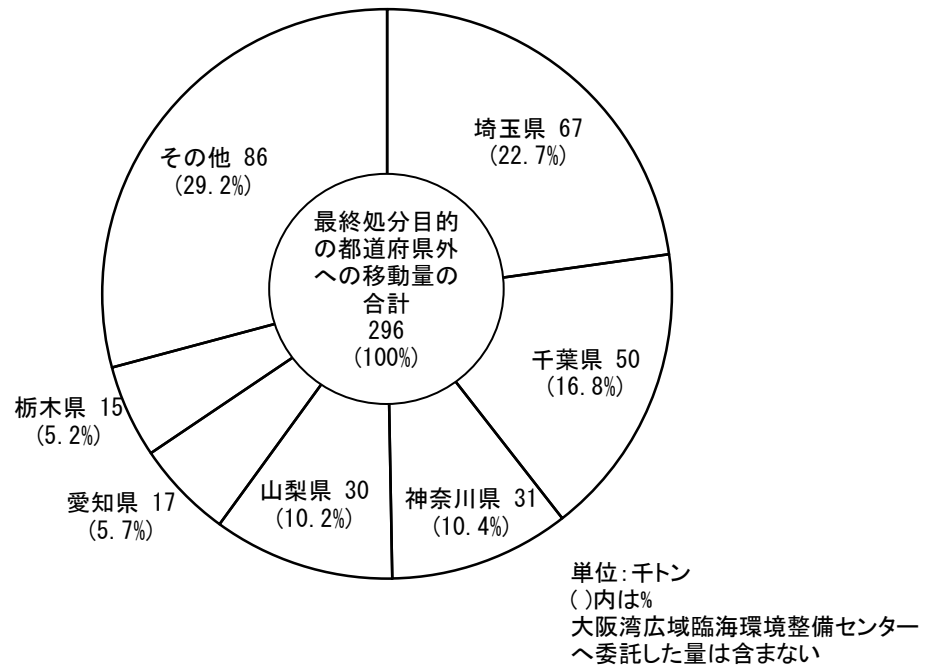 最終処分目的
の都道府県外
への移動量の
合計
296
(100%)
埼玉県 67
(22.7%)
千葉県 50
(16.8%)
神奈川県 31
(10.4%)
山梨県 30
(10.2%)
愛知県 17
(5.7%)
栃木県 15
(5.2%)
その他 86
(29.2%)
単位:千トン
( )内は%
大阪湾広域臨海環境整備センター
へ委託した量は含まない